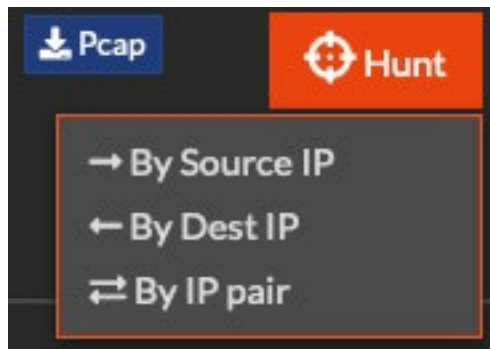 Pcap
Hunt
By Source IP
By Dest IP
By IP pair